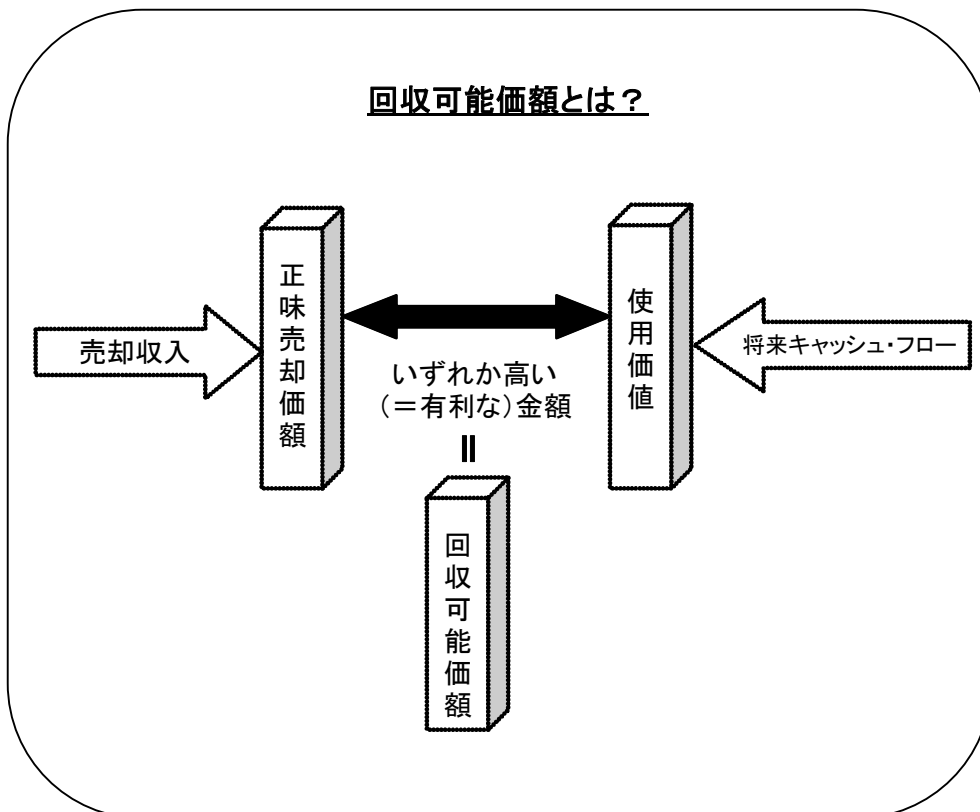 回収可能価額とは？
売却収入
正味売却価額
いずれか高い
（＝有利な）金額
使用価値
将来キャッシュ・フロー
＝
回収可能価額